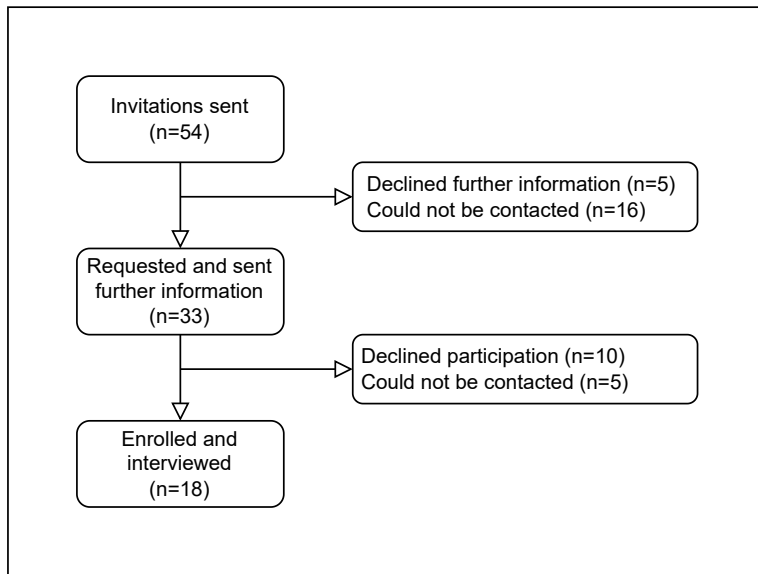 Invitations sent
(n=54)
Declined further information (n=5)
Could not be contacted (n=16)
Requested and sent
further information
(n=33)
Declined participation (n=10)
Could not be contacted (n=5)
Enrolled and
interviewed
(n=18)